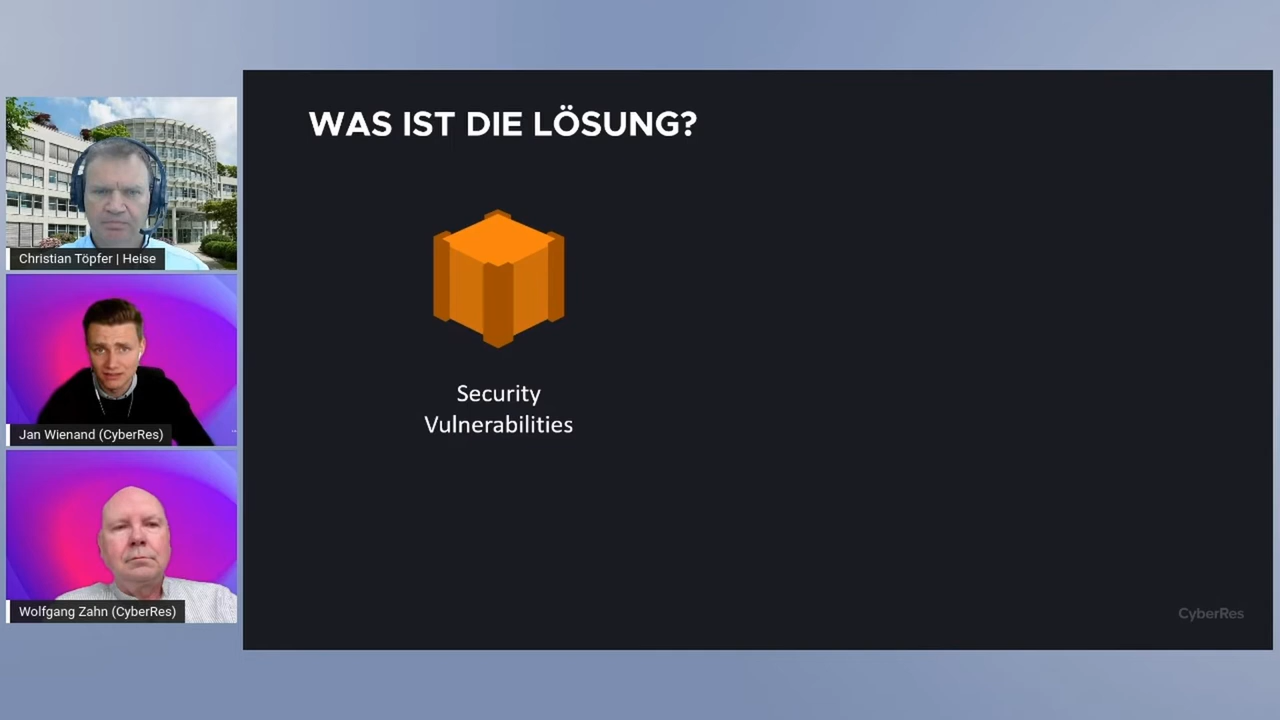 WAS IST DIE LÖSUNG?
Christian Töpfer | Heise
Security
Vulnerabilities
Jan Wienand (CyberRes)
Wolfgang Zahn (CyberRes)
CyberRes